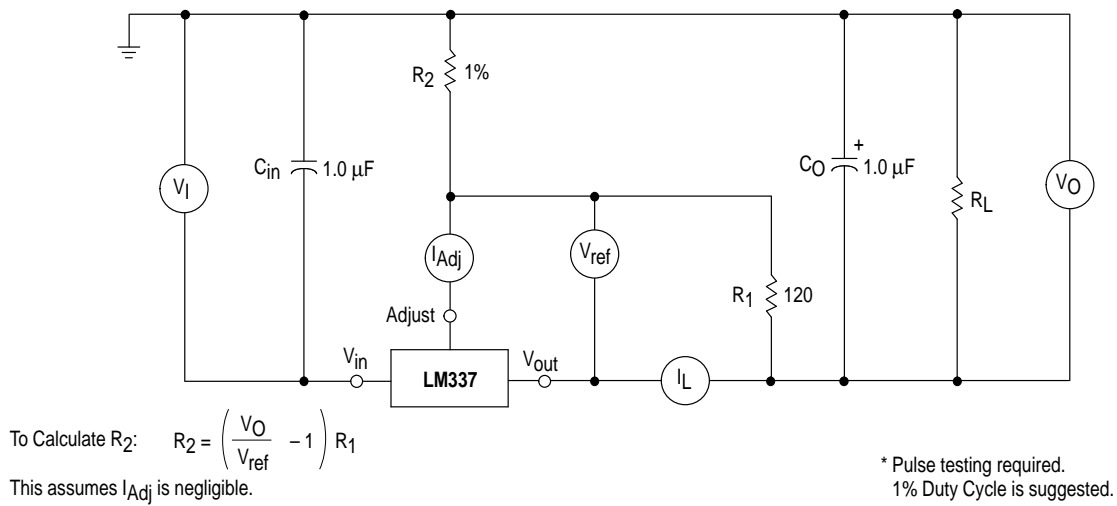 R2 1%
Cin 1.0 μF
+
CO 1.0 μF
VI
RL
VO
IAdj
Vref
R1 120
Adjust
Vin
LM337
Vout
IL
To Calculate R2: R2 = ( VO / Vref – 1 ) R1
This assumes IAdj is negligible.
* Pulse testing required.
1% Duty Cycle is suggested.